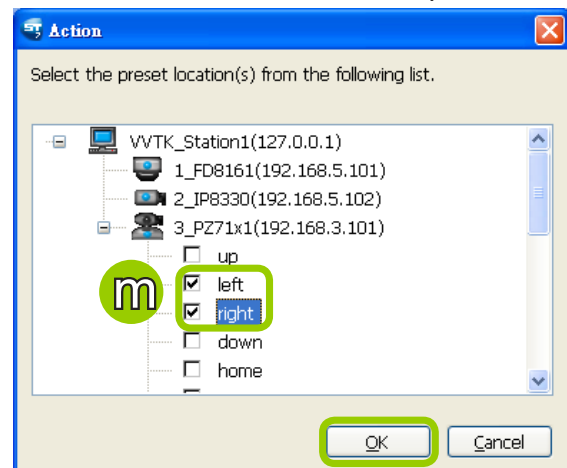 Action
Select the preset location(s) from the following list.
VVTK_Station1(127.0.0.1)
1_FD8161(192.168.5.101)
2_IP8330(192.168.5.102)
3_PZ71x1(192.168.3.101)
up
m
left
right
down
home
OK
Cancel